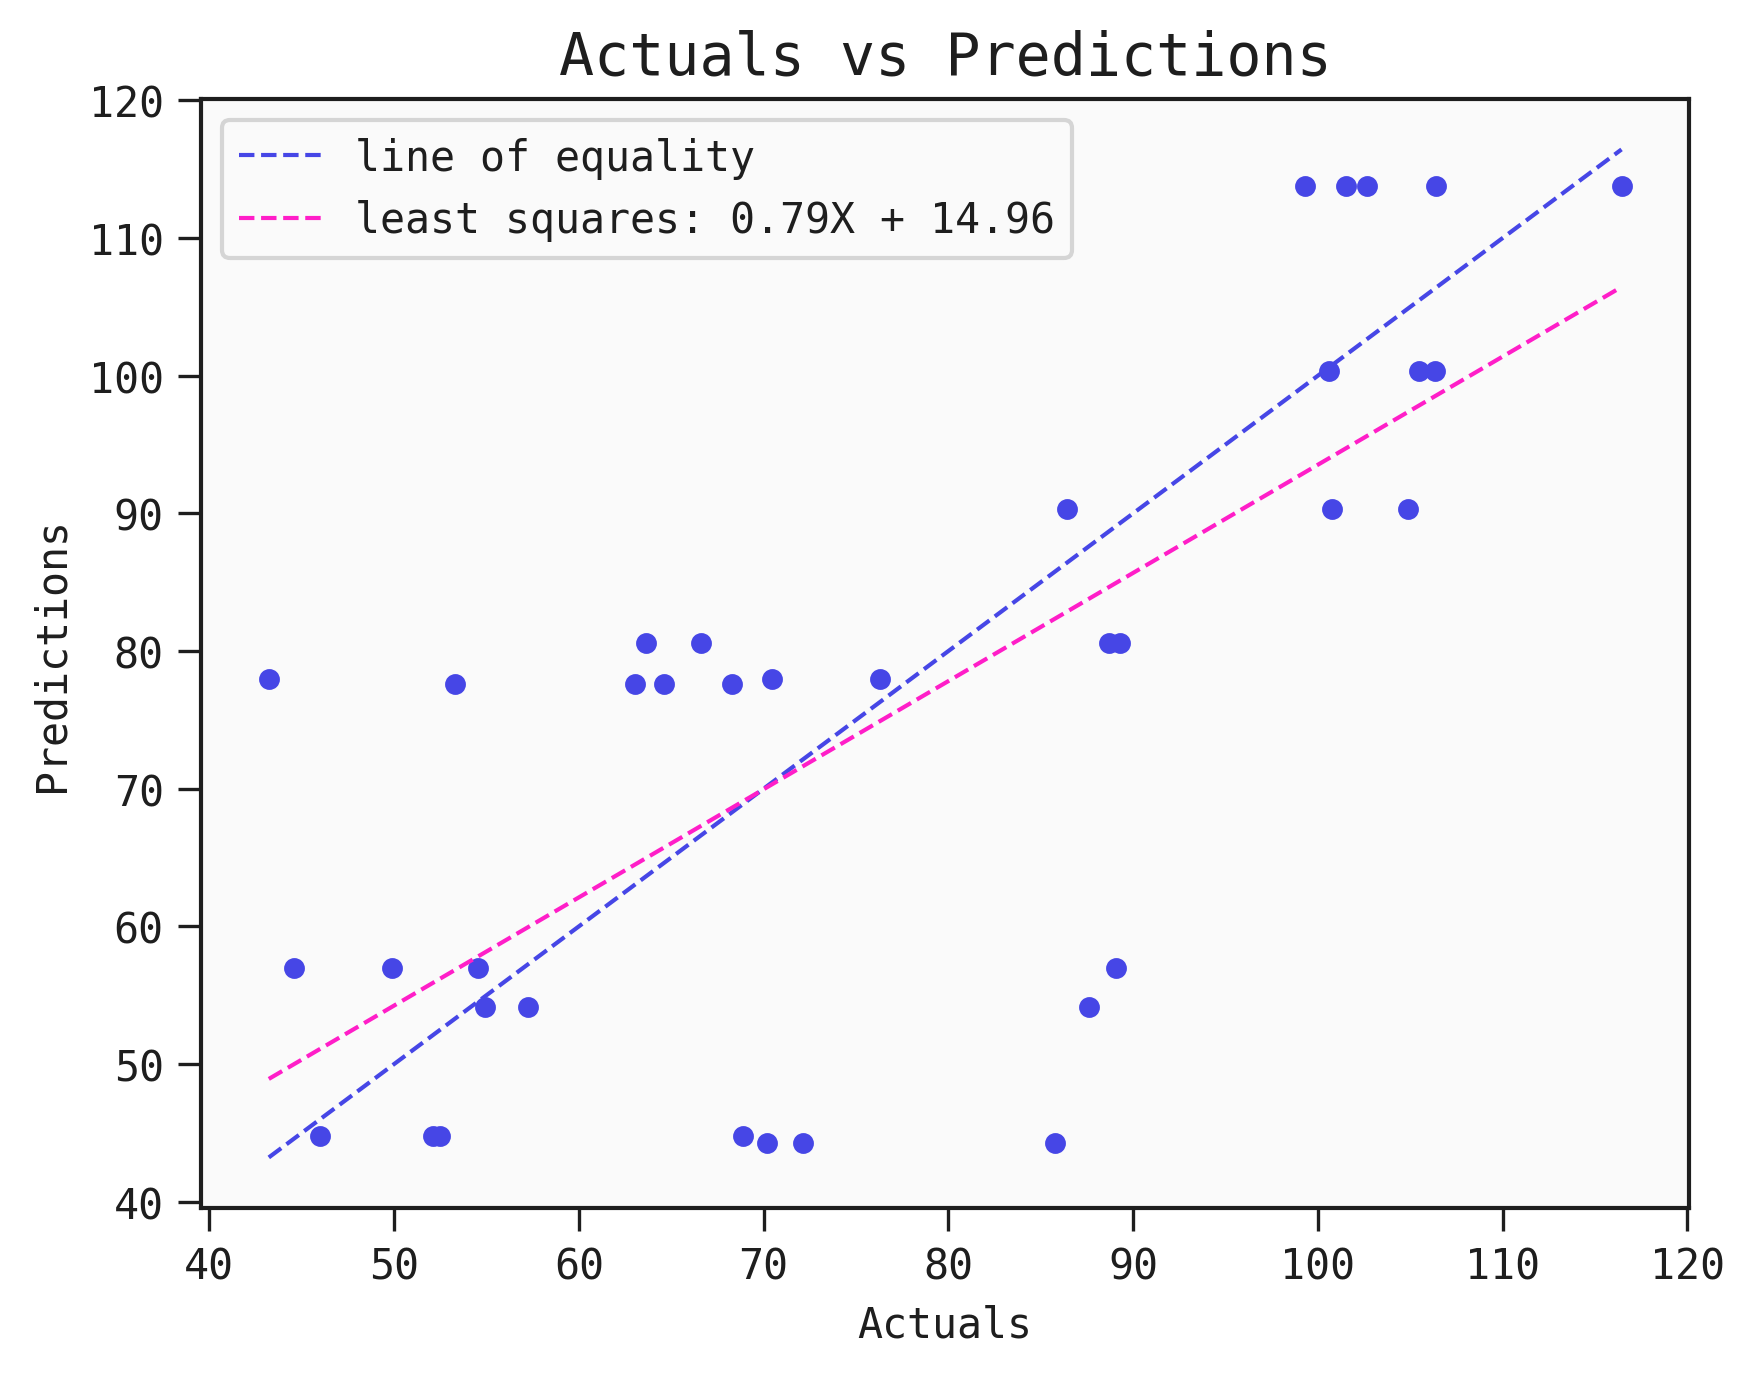 Actuals vs Predictions
line of equality
least squares: 0.79X + 14.96
120
110
100
90
80
70
60
50
40
Predictions
40 50 60 70 80 90 100 110 120
Actuals